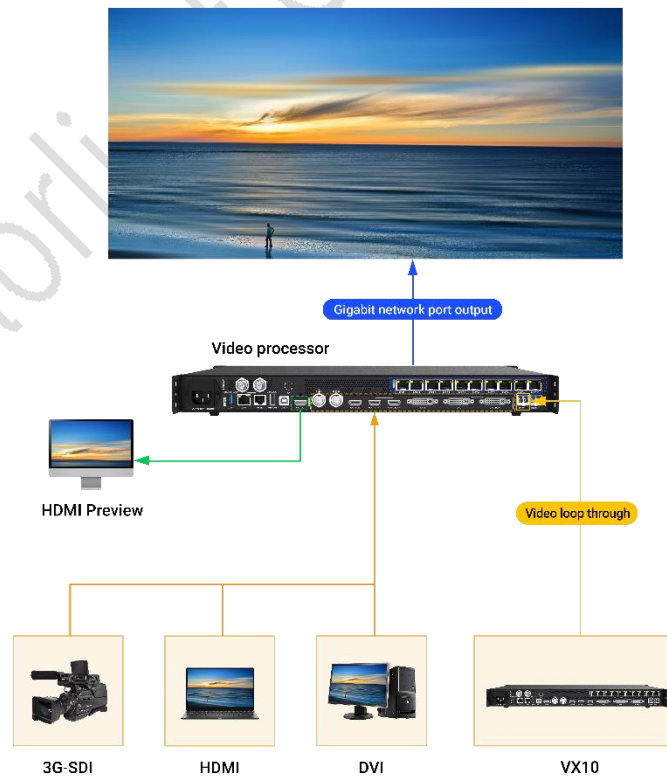 Gigabit network port output
Video processor
HDMI Preview
Video loop through
3G-SDI
HDMI
DVI
VX10